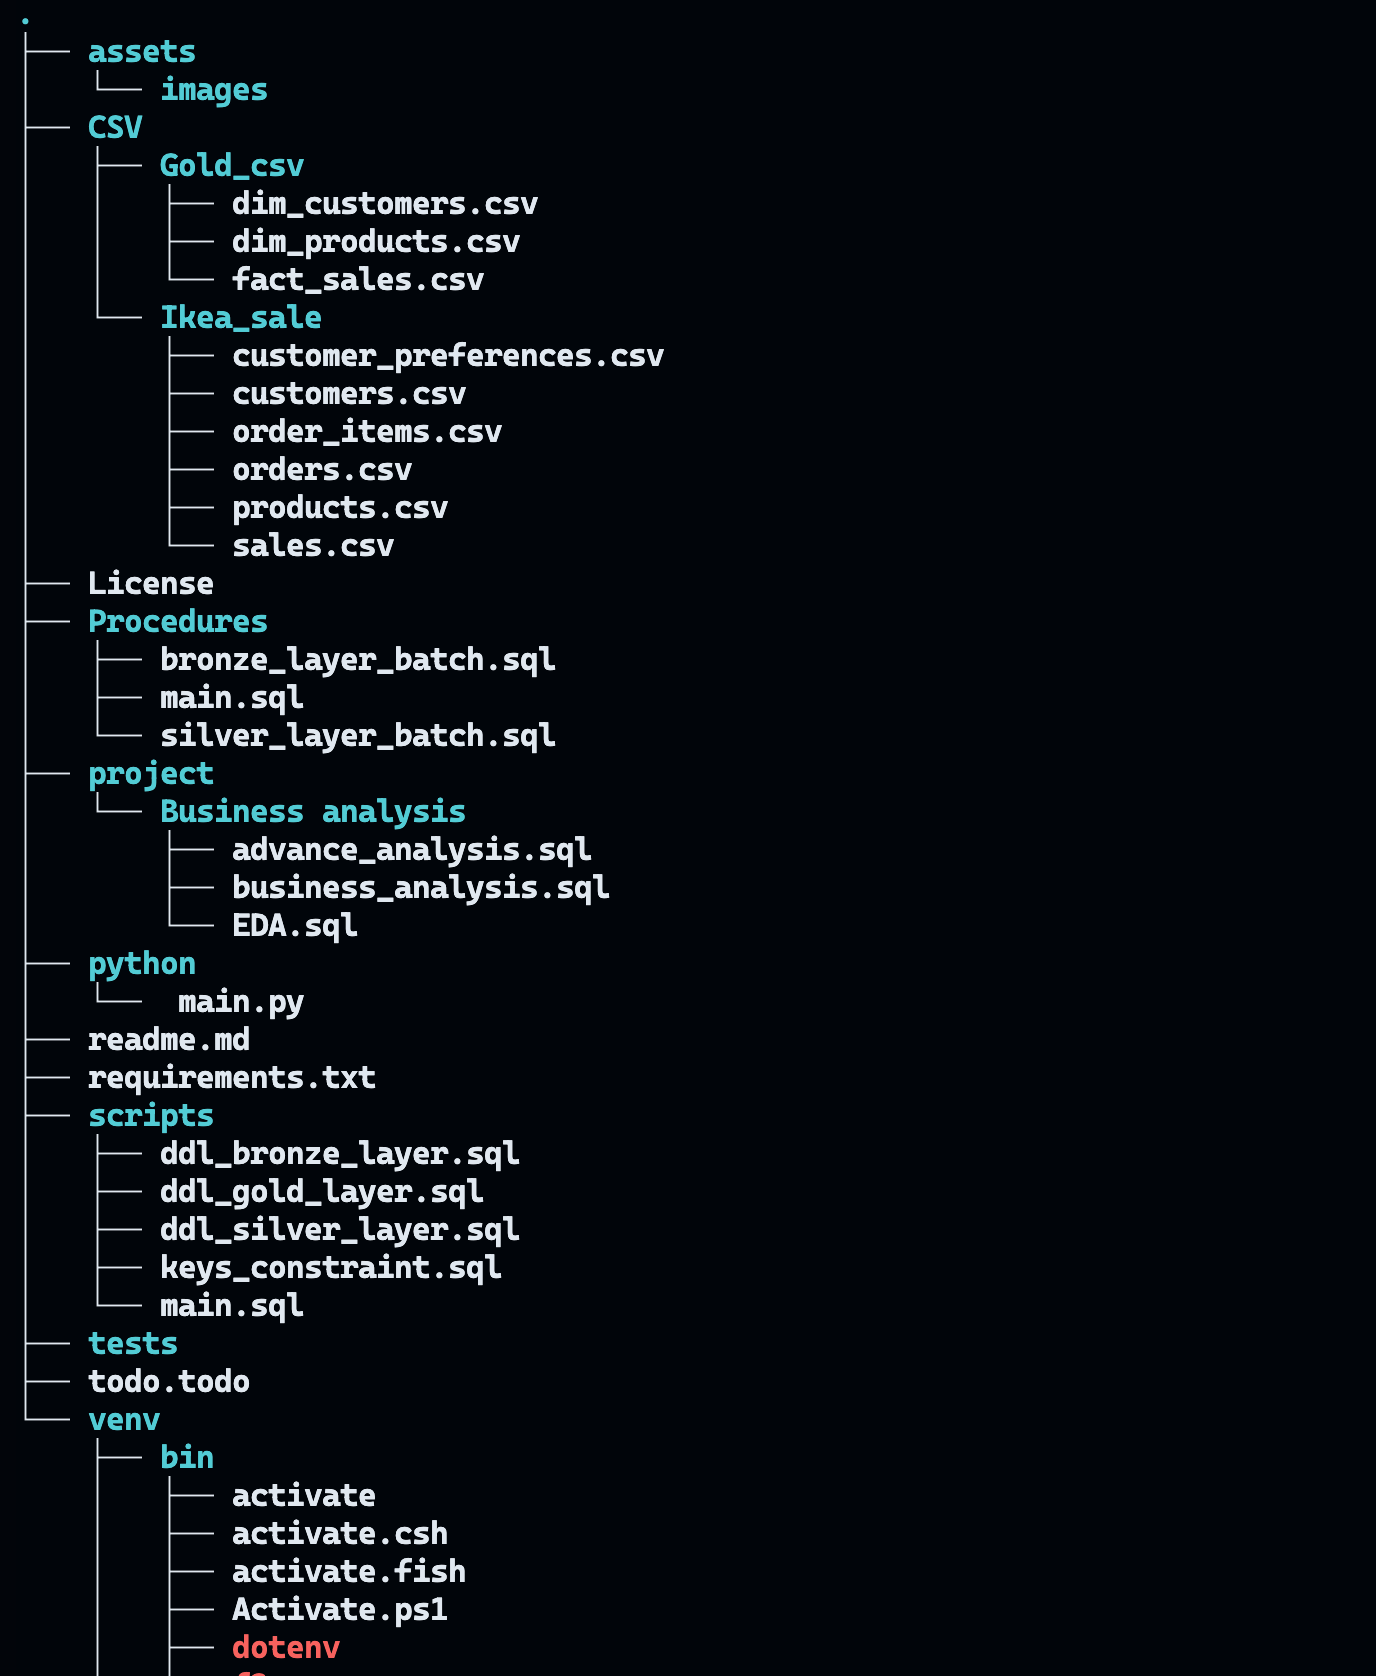 .
├── assets
│   └── images
├── CSV
│   ├── Gold_csv
│   │   ├── dim_customers.csv
│   │   ├── dim_products.csv
│   │   └── fact_sales.csv
│   └── Ikea_sale
│       ├── customer_preferences.csv
│       ├── customers.csv
│       ├── order_items.csv
│       ├── orders.csv
│       ├── products.csv
│       └── sales.csv
├── License
├── Procedures
│   ├── bronze_layer_batch.sql
│   ├── main.sql
│   └── silver_layer_batch.sql
├── project
│   └── Business analysis
│       ├── advance_analysis.sql
│       ├── business_analysis.sql
│       └── EDA.sql
├── python
│   └──  main.py
├── readme.md
├── requirements.txt
├── scripts
│   ├── ddl_bronze_layer.sql
│   ├── ddl_gold_layer.sql
│   ├── ddl_silver_layer.sql
│   ├── keys_constraint.sql
│   └── main.sql
├── tests
├── todo.todo
└── venv
    ├── bin
    │   ├── activate
    │   ├── activate.csh
    │   ├── activate.fish
    │   ├── Activate.ps1
    │   ├── dotenv